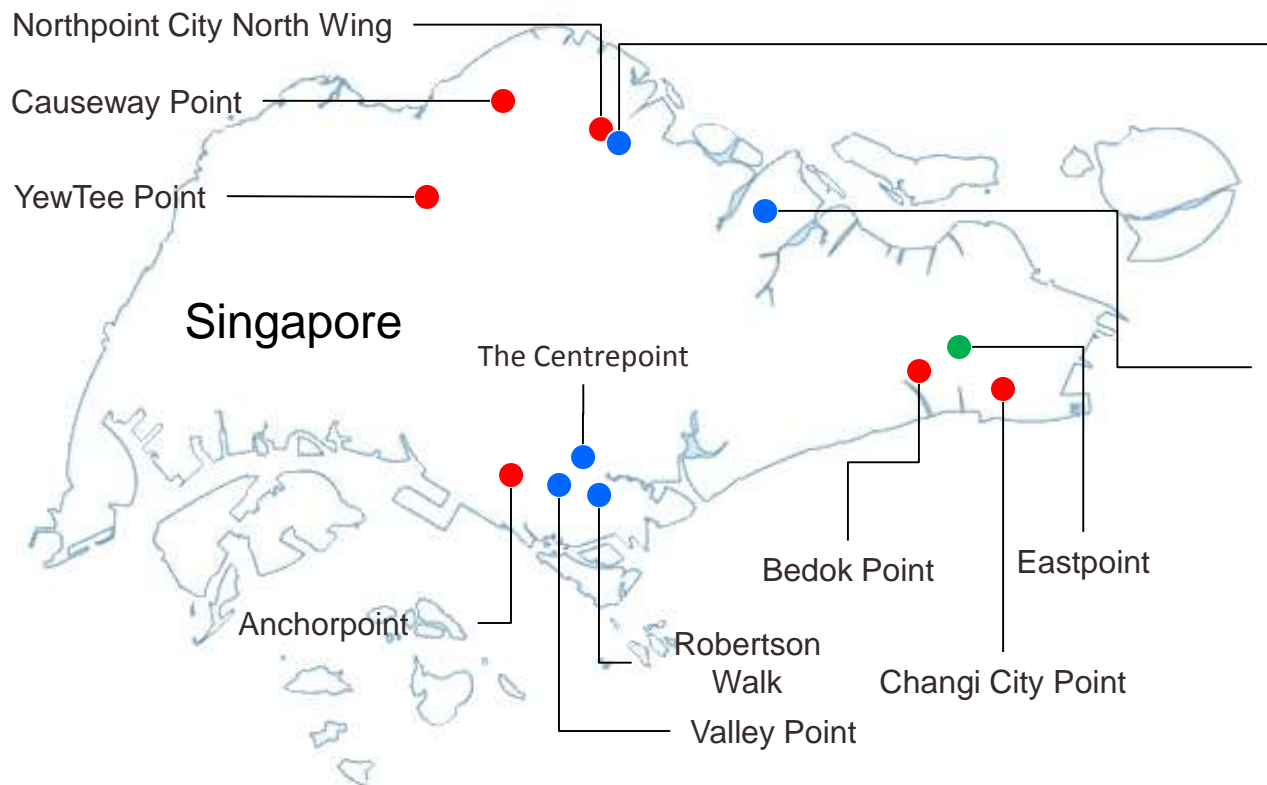 Northpoint City North Wing
Causeway Point
YewTee Point
Singapore
The Centrepoint
Bedok Point
Eastpoint
Anchorpoint
Robertson
Walk
Changi City Point
Valley Point